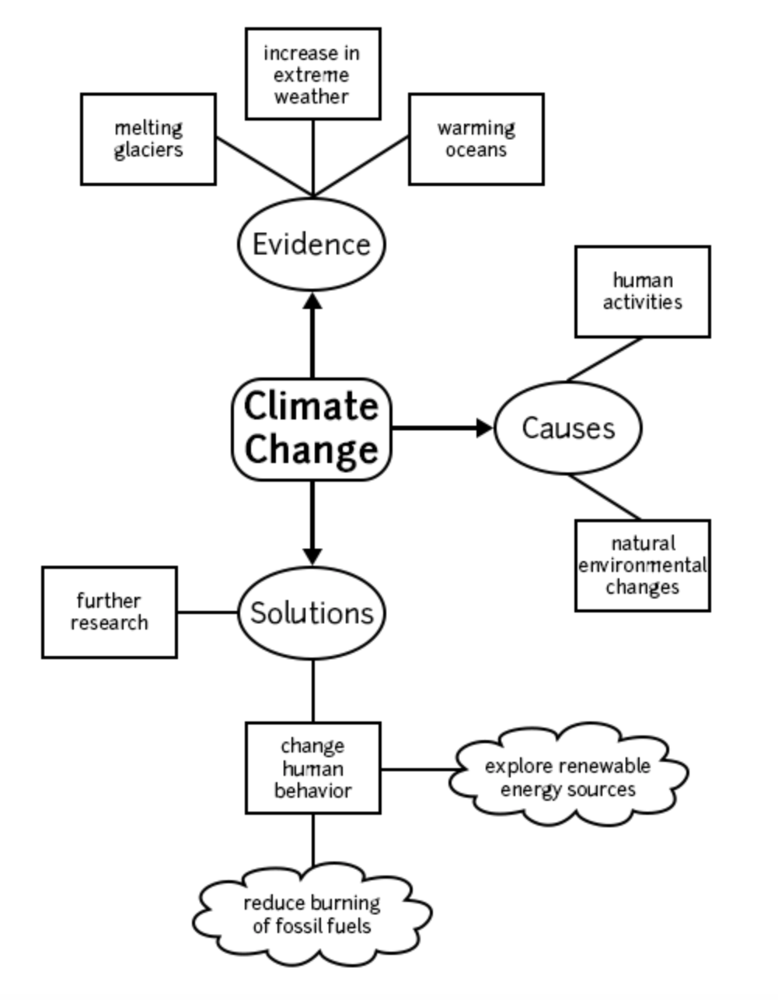 increase in
extreme
weather
melting
glaciers
warming
oceans
Evidence
human
activities
Climate
Change
Causes
natural
environmental
changes
further
research
Solutions
change
human
behavior
explore renewable
energy sources
reduce burning
of fossil fuels